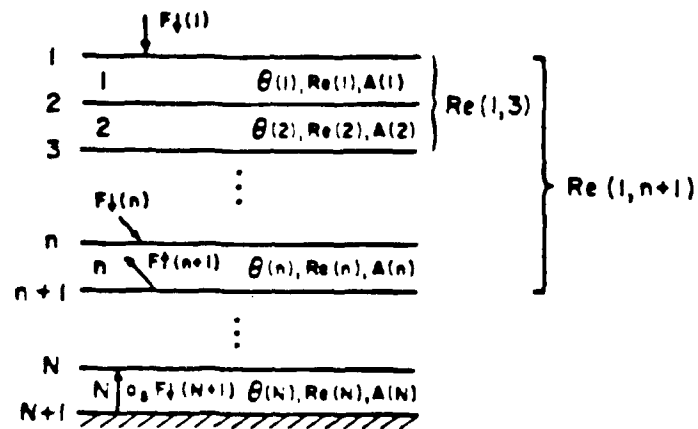 F↓(1)
1
1 θ(1), Re(1), A(1)
2
2 θ(2), Re(2), A(2)
3
Re(1,3)
Re(1,n+1)
F↓(n)
n
n F↑(n+1) θ(n), Re(n), A(n)
n+1
N
N a₈ F↓(N+1) θ(N), Re(N), A(N)
N+1